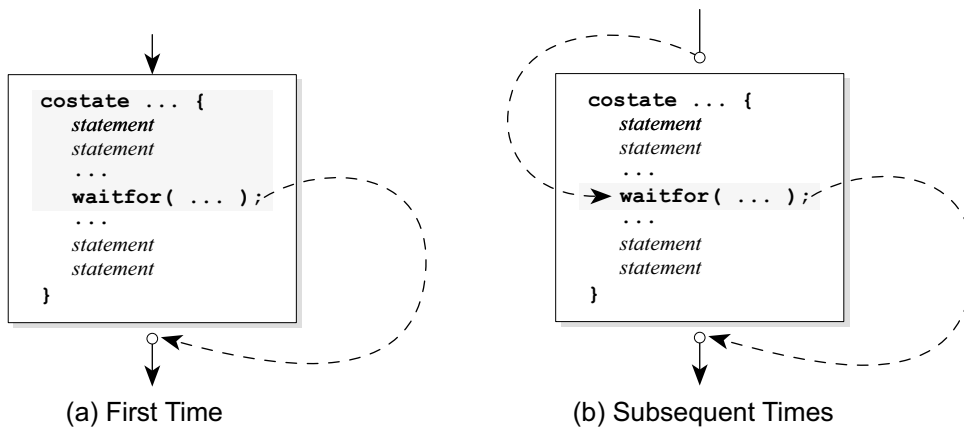 costate ... {
statement
statement
...
waitfor( ... );
...
statement
statement
}
(a) First Time
costate ... {
statement
statement
...
waitfor( ... );
...
statement
statement
}
(b) Subsequent Times